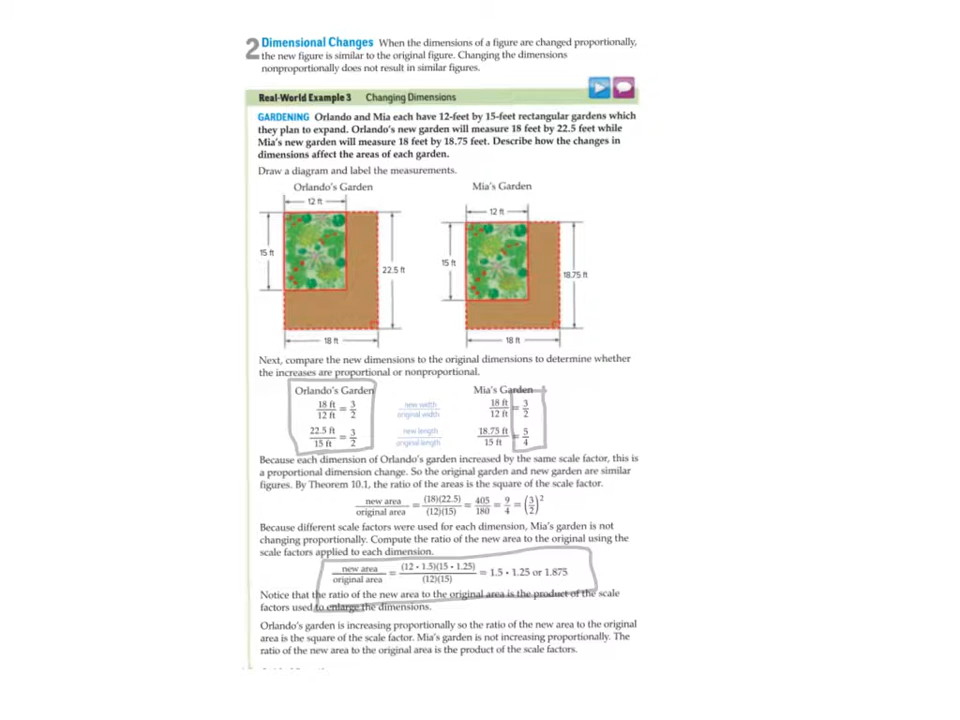 2 Dimensional Changes When the dimensions of a figure are changed proportionally,
the new figure is similar to the original figure. Changing the dimensions
nonproportionally does not result in similar figures.
Real-World Example 3 Changing Dimensions
GARDENING Orlando and Mia each have 12-feet by 15-feet rectangular gardens which
they plan to expand. Orlando's new garden will measure 18 feet by 22.5 feet while
Mia's new garden will measure 18 feet by 18.75 feet. Describe how the changes in
dimensions affect the areas of each garden.
Draw a diagram and label the measurements.
Orlando's Garden
12 ft
15 ft
22.5 ft
18 ft
Mia's Garden
12 ft
15 ft
18.75 ft
18 ft
Next, compare the new dimensions to the original dimensions to determine whether
the increases are proportional or nonproportional.
Orlando's Garden
18 ft / 12 ft = 3/2
22.5 ft / 15 ft = 3/2
new width / original width
new length / original length
Mia's Garden
18 ft / 12 ft = 3/2
18.75 ft / 15 ft = 5/4
Because each dimension of Orlando's garden increased by the same scale factor, this is
a proportional dimension change. So the original garden and new garden are similar
figures. By Theorem 10.1, the ratio of the areas is the square of the scale factor.
new area / original area = (18)(22.5) / (12)(15) = 405/180 = 9/4 = (3/2)²
Because different scale factors were used for each dimension, Mia's garden is not
changing proportionally. Compute the ratio of the new area to the original using the
scale factors applied to each dimension.
new area / original area = (12 • 1.5)(15 • 1.25) / (12)(15) = 1.5 • 1.25 or 1.875
Notice that the ratio of the new area to the original area is the product of the scale
factors used to enlarge the dimensions.
Orlando's garden is increasing proportionally so the ratio of the new area to the original
area is the square of the scale factor. Mia's garden is not increasing proportionally. The
ratio of the new area to the original area is the product of the scale factors.